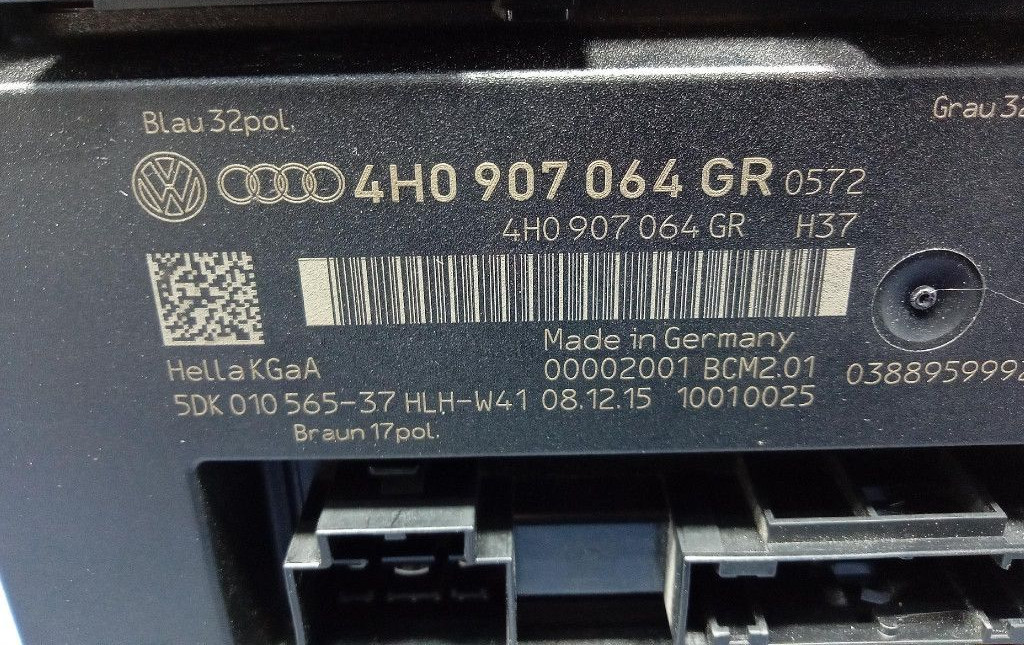 Blau 32pol.
Grau 32
4H0 907 064 GR 0572
4H0 907 064 GR H37
Made in Germany
Hella KGaA 00002001 BCM2.01
0388959992
5DK 010 565-37 HLH-W41 08.12.15 10010025
Braun 17pol.